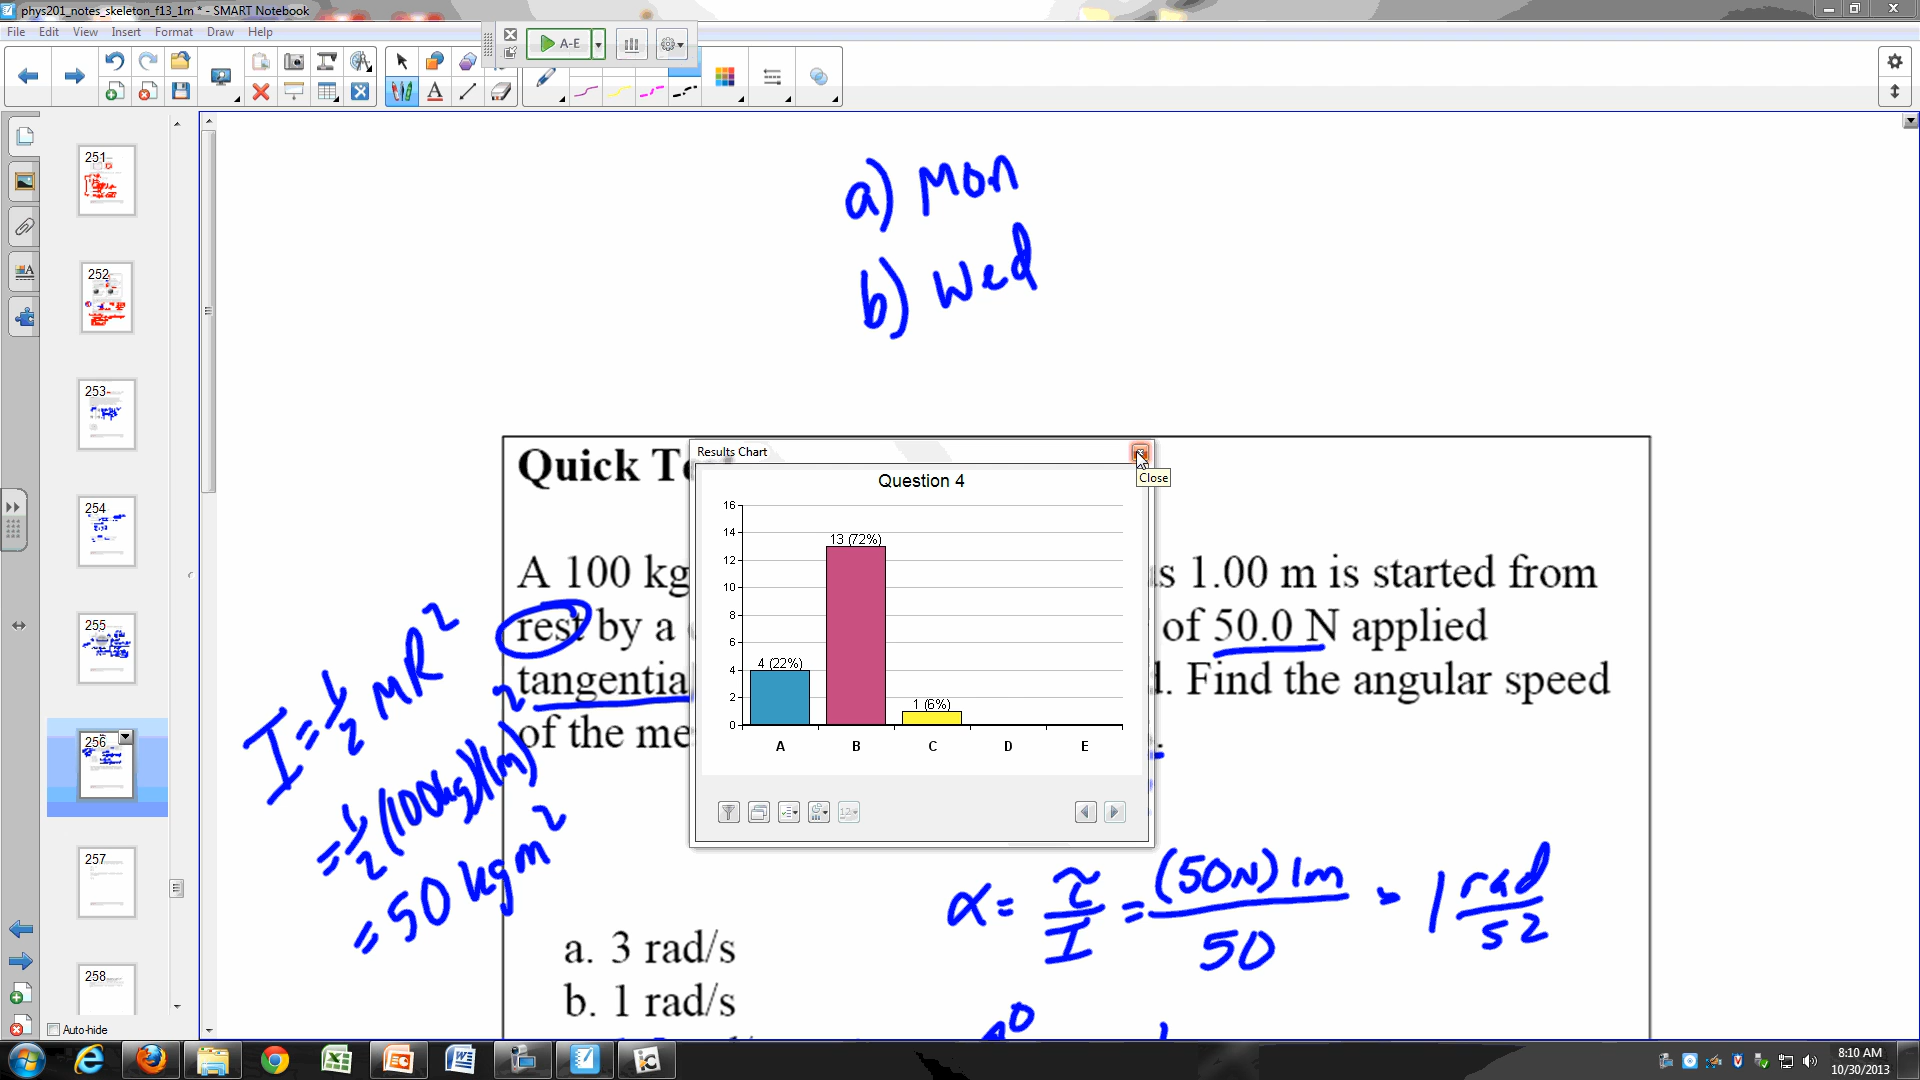 phys201_notes_skeleton_f13_1m * - SMART Notebook
File Edit View Insert Format Draw Help
A-E
251
252
253
254
255
256
257
258
Auto-hide
a) Mon
b) Wed
Quick Te
A 100 kg s 1.00 m is started from
rest by a of 50.0 N applied
tangentia . Find the angular speed
of the me
Results Chart
Close
Question 4
16
14
12
10
8
6
4
2
0
4 (22%)
13 (72%)
1 (6%)
A B C D E
I = 1/2 MR²
= 1/2 (100kg)(1m)²
= 50 kgm²
α = τ/I = (50N) 1m / 50 = 1 rad/s²
a. 3 rad/s
b. 1 rad/s
8:10 AM
10/30/2013